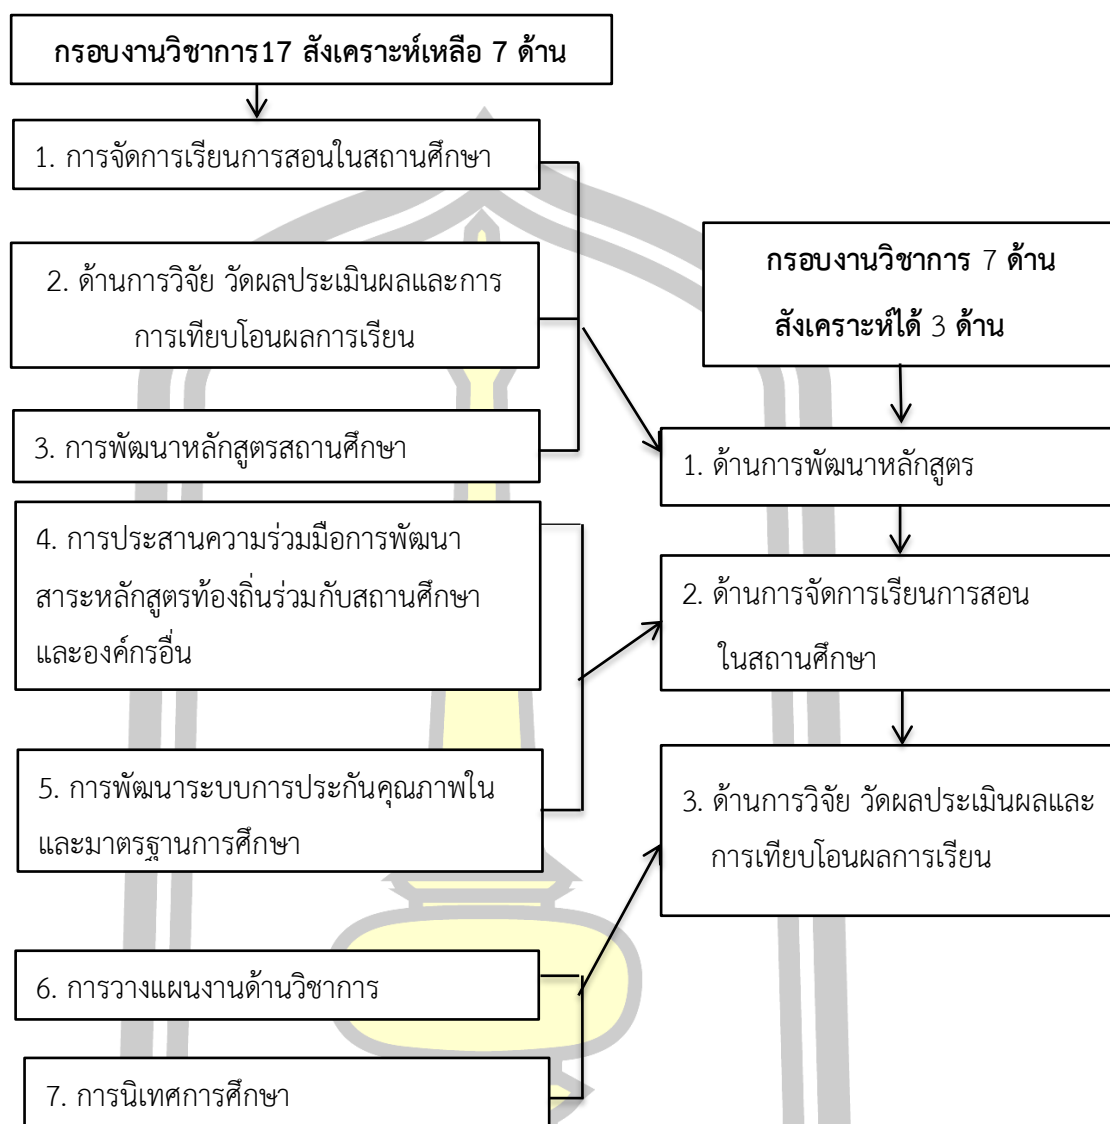 กรอบงานวิชาการ17 สังเคราะห์เหลือ 7 ด้าน
1. การจัดการเรียนการสอนในสถานศึกษา
2. ด้านการวิจัย วัดผลประเมินผลและการ
การเทียบโอนผลการเรียน
3. การพัฒนาหลักสูตรสถานศึกษา
4. การประสานความร่วมมือการพัฒนา
สาระหลักสูตรท้องถิ่นร่วมกับสถานศึกษา
และองค์กรอื่น
5. การพัฒนาระบบการประกันคุณภาพใน
และมาตรฐานการศึกษา
6. การวางแผนงานด้านวิชาการ
7. การนิเทศการศึกษา
กรอบงานวิชาการ 7 ด้าน
สังเคราะห์ได้ 3 ด้าน
1. ด้านการพัฒนาหลักสูตร
2. ด้านการจัดการเรียนการสอน
ในสถานศึกษา
3. ด้านการวิจัย วัดผลประเมินผลและ
การเทียบโอนผลการเรียน